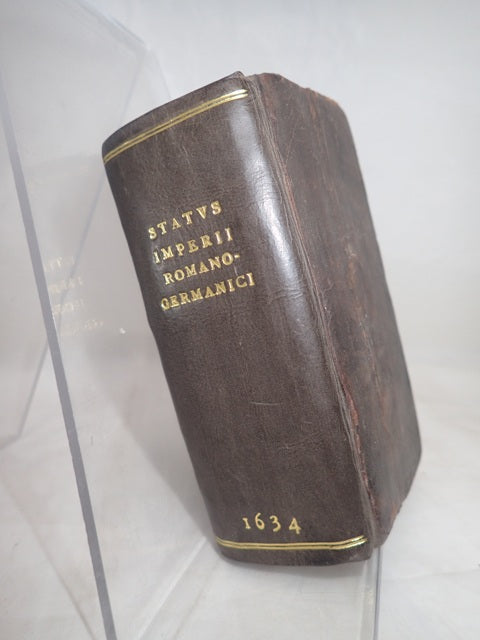 STATVS
IMPERII
ROMANO-
GERMANICI
1634